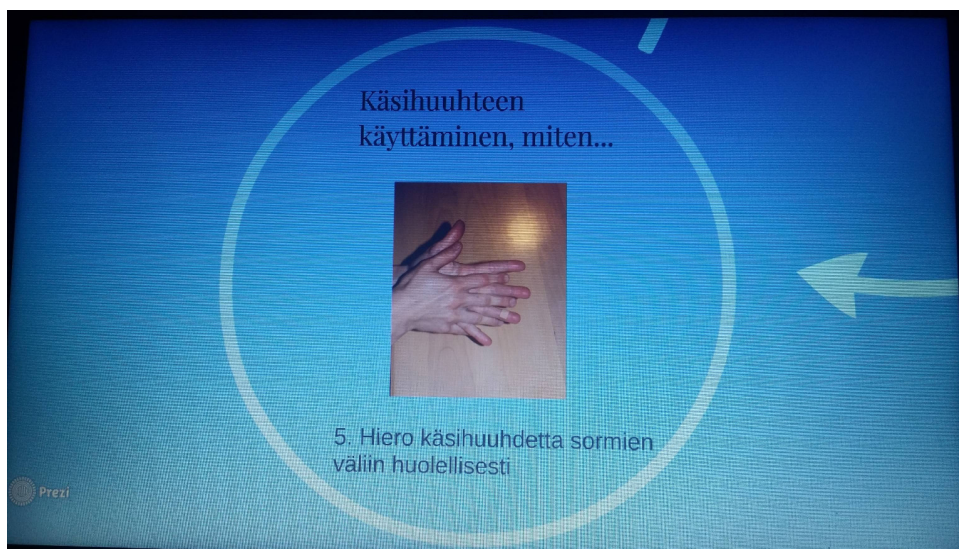 Käsihuuhteen
käyttäminen, miten...
5. Hiero käsihuuhdetta sormien
väliin huolellisesti
Prezi